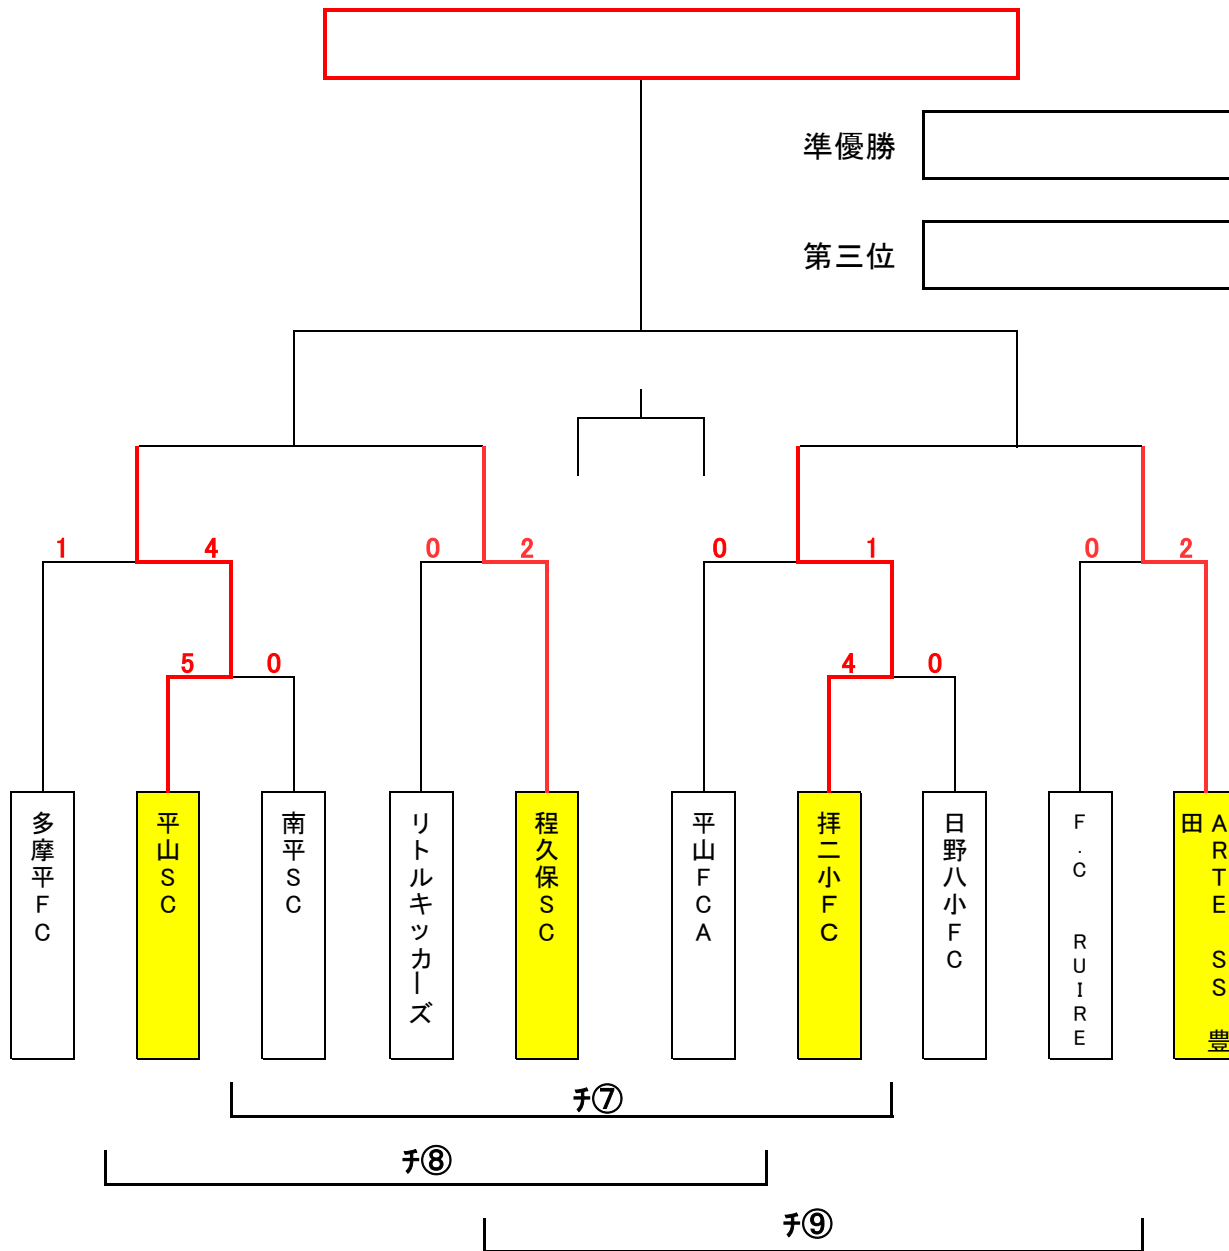 準優勝
第三位
1 4 0 2 0 1 0 2
5 0 4 0
多摩平FC
平山SC
南平SC
リトルキッカーズ
程久保SC
平山FCA
拝二小FC
日野八小FC
F.C RUIRE
ARTE SS 豊
田
チ⑦
チ⑧
チ⑨